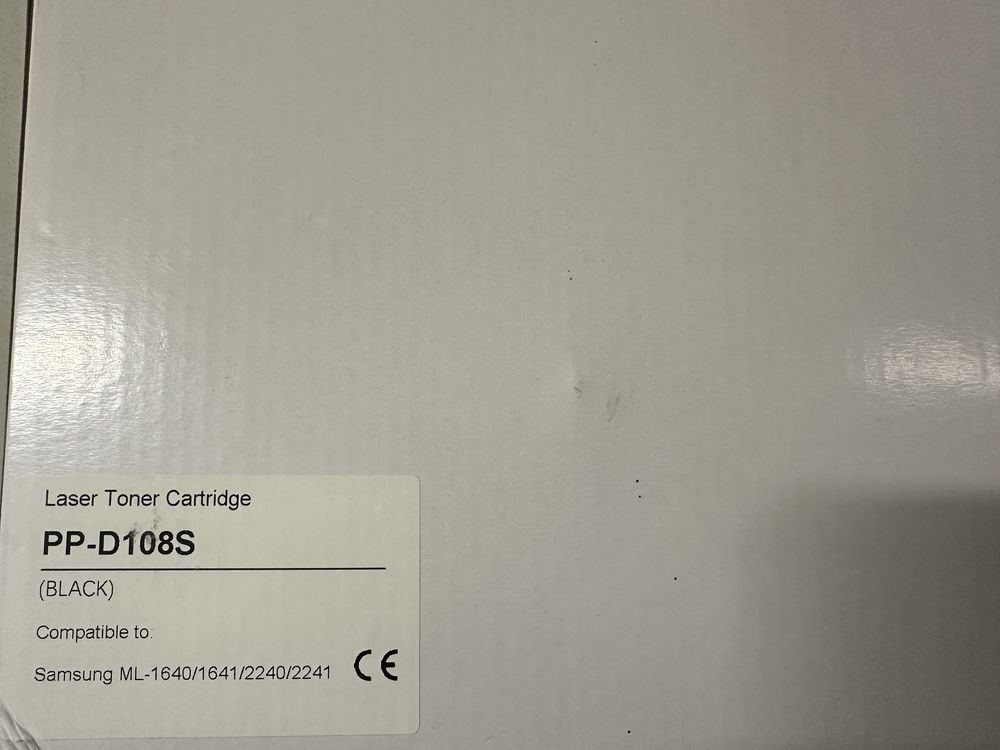 Laser Toner Cartridge
PP-D108S
(BLACK)
Compatible to:
Samsung ML-1640/1641/2240/2241 CE